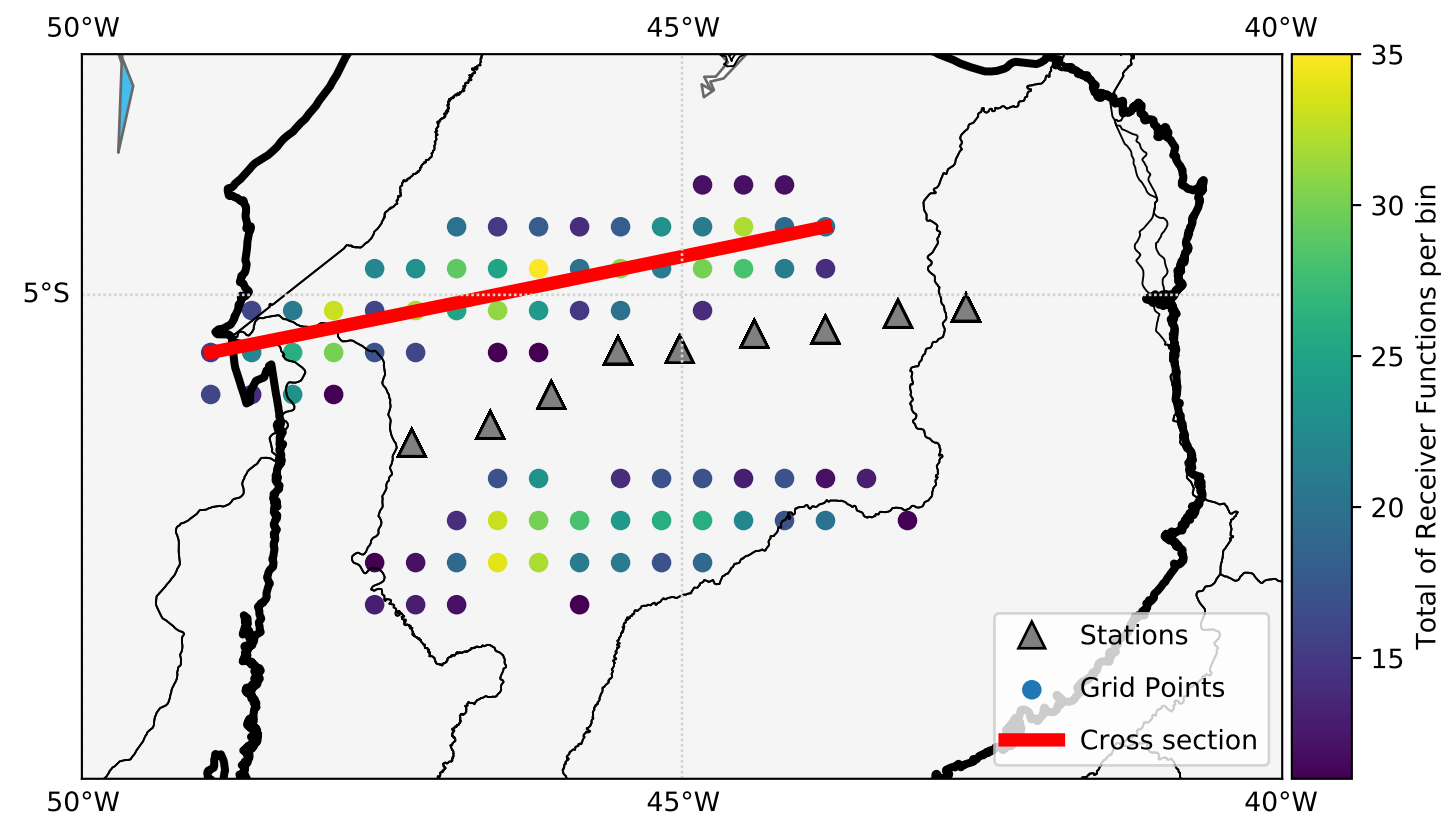 50°W 45°W 40°W
35
30
5°S
25
20
15
Total of Receiver Functions per bin
Stations
Grid Points
Cross section
50°W 45°W 40°W